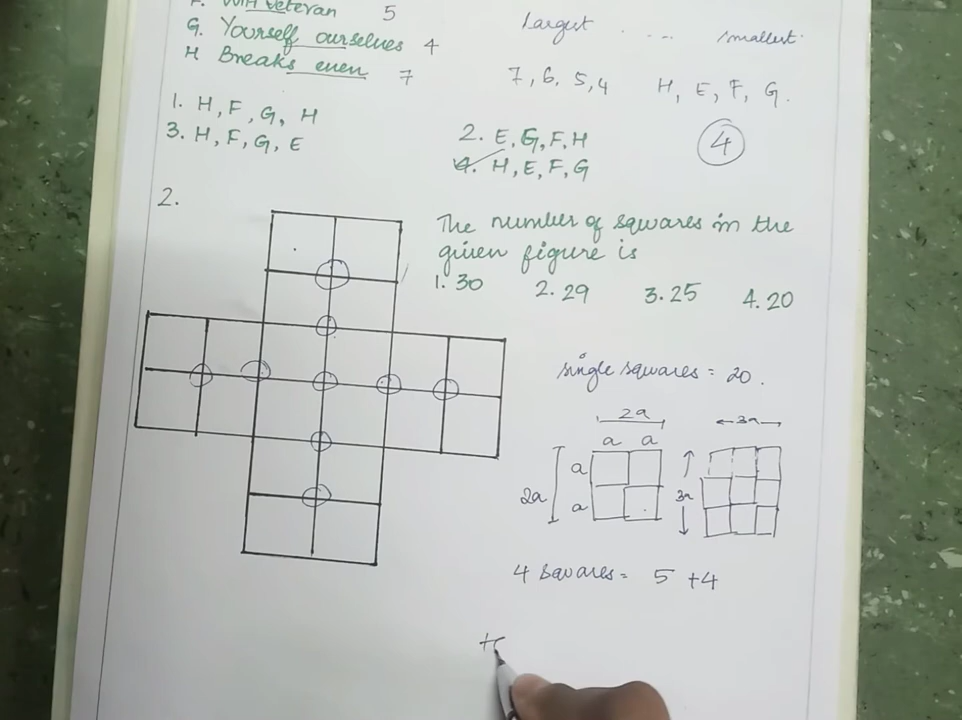 F. WIH Veteran 5
G. Yourself ourselves 4
H Breaks even 7
Largest .... smallest.
7, 6, 5, 4 H, E, F, G.
1. H, F, G, H
2. E, G, F, H
3. H, F, G, E
4. H, E, F, G
4
2.
The number of squares in the
given figure is
1. 30 2. 29 3. 25 4. 20
single squares = 20.
2a
a a
2a
a
a
3a
3a
4 squares = 5 + 4